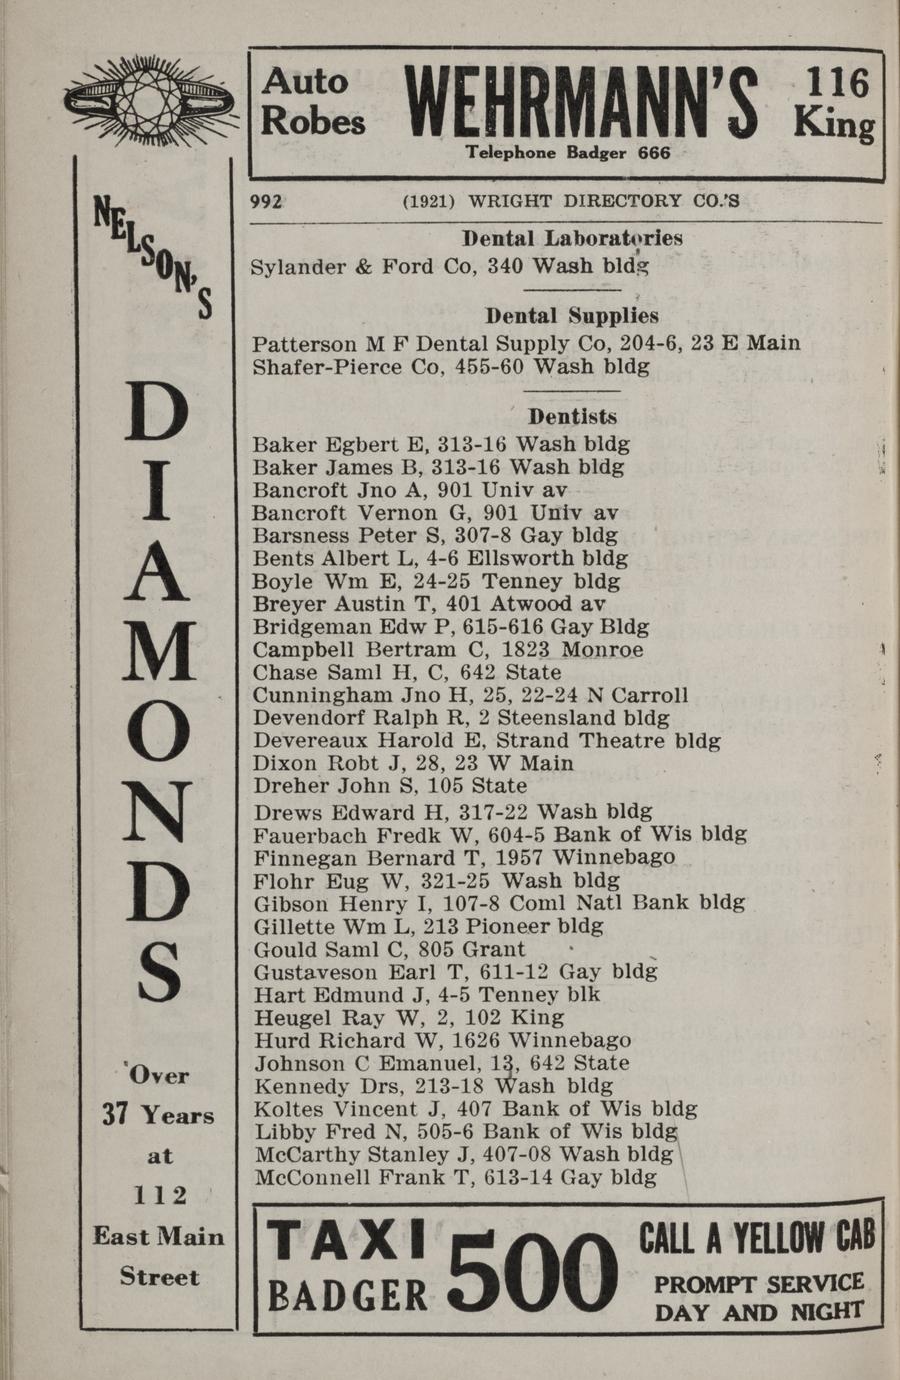 Auto
Robes
WEHRMANN'S
Telephone Badger 666
116
King
NELSON'S
DIAMONDS
Over
37 Years
at
112
East Main
Street
992 (1921) WRIGHT DIRECTORY CO.'S
Dental Laboratories
Sylander & Ford Co, 340 Wash bldg
Dental Supplies
Patterson M F Dental Supply Co, 204-6, 23 E Main
Shafer-Pierce Co, 455-60 Wash bldg
Dentists
Baker Egbert E, 313-16 Wash bldg
Baker James B, 313-16 Wash bldg
Bancroft Jno A, 901 Univ av
Bancroft Vernon G, 901 Univ av
Barsness Peter S, 307-8 Gay bldg
Bents Albert L, 4-6 Ellsworth bldg
Boyle Wm E, 24-25 Tenney bldg
Breyer Austin T, 401 Atwood av
Bridgeman Edw P, 615-616 Gay Bldg
Campbell Bertram C, 1823 Monroe
Chase Saml H, C, 642 State
Cunningham Jno H, 25, 22-24 N Carroll
Devendorf Ralph R, 2 Steensland bldg
Devereaux Harold E, Strand Theatre bldg
Dixon Robt J, 28, 23 W Main
Dreher John S, 105 State
Drews Edward H, 317-22 Wash bldg
Fauerbach Fredk W, 604-5 Bank of Wis bldg
Finnegan Bernard T, 1957 Winnebago
Flohr Eug W, 321-25 Wash bldg
Gibson Henry I, 107-8 Coml Natl Bank bldg
Gillette Wm L, 213 Pioneer bldg
Gould Saml C, 805 Grant
Gustaveson Earl T, 611-12 Gay bldg
Hart Edmund J, 4-5 Tenney blk
Heugel Ray W, 2, 102 King
Hurd Richard W, 1626 Winnebago
Johnson C Emanuel, 13, 642 State
Kennedy Drs, 213-18 Wash bldg
Koltes Vincent J, 407 Bank of Wis bldg
Libby Fred N, 505-6 Bank of Wis bldg
McCarthy Stanley J, 407-08 Wash bldg
McConnell Frank T, 613-14 Gay bldg
TAXI
BADGER
500
CALL A YELLOW CAB
PROMPT SERVICE
DAY AND NIGHT